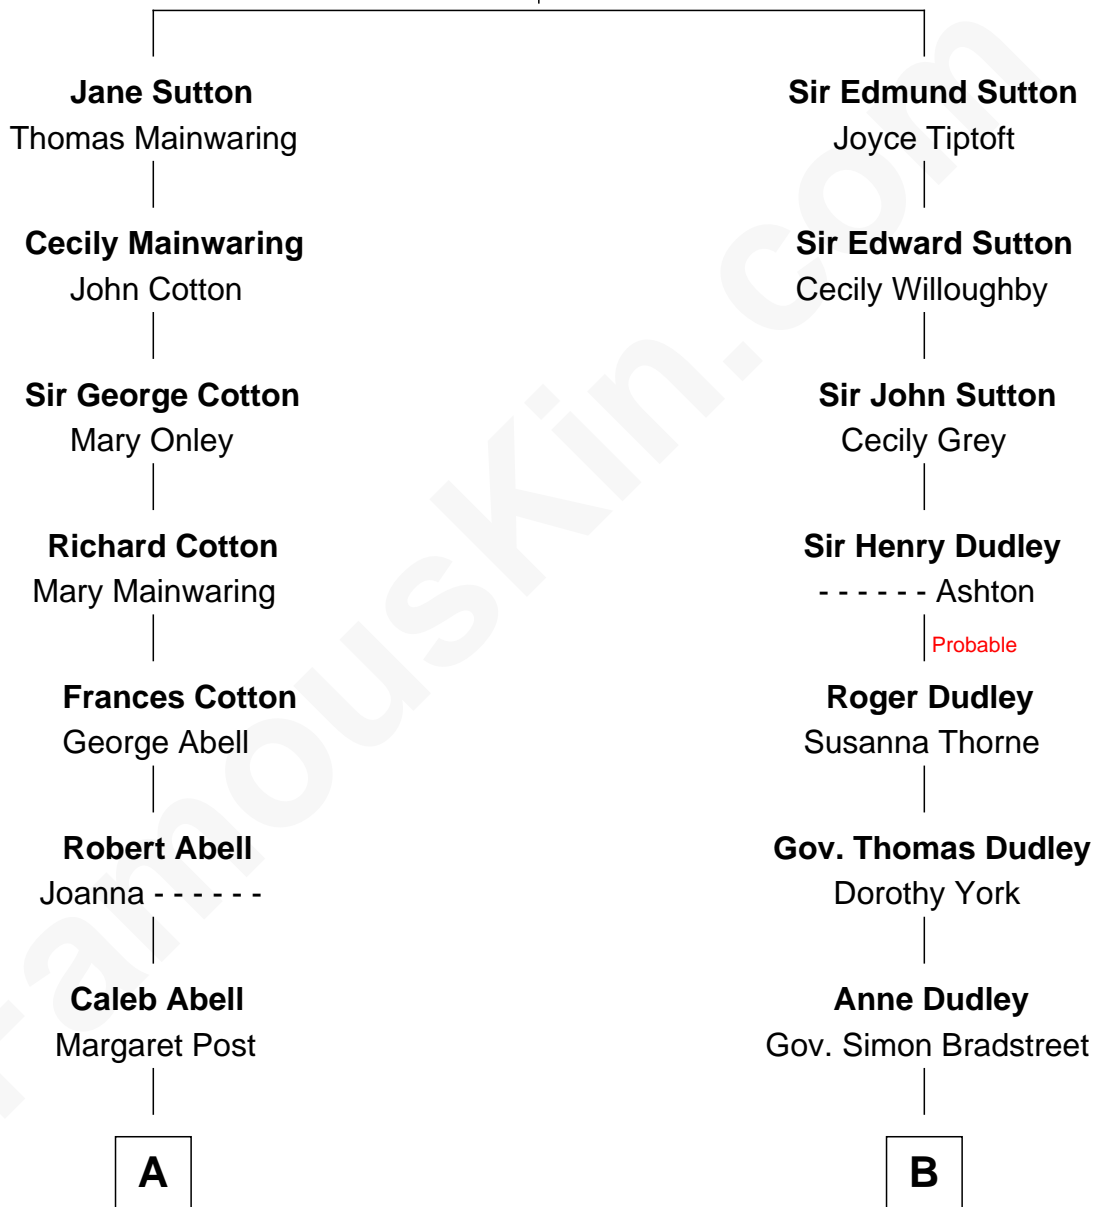 Jane Sutton
Thomas Mainwaring
Sir Edmund Sutton
Joyce Tiptoft
Cecily Mainwaring
John Cotton
Sir Edward Sutton
Cecily Willoughby
Sir George Cotton
Mary Onley
Sir John Sutton
Cecily Grey
Richard Cotton
Mary Mainwaring
Sir Henry Dudley
- - - - - - Ashton
Probable
Frances Cotton
George Abell
Roger Dudley
Susanna Thorne
Robert Abell
Joanna - - - - - -
Gov. Thomas Dudley
Dorothy York
Caleb Abell
Margaret Post
Anne Dudley
Gov. Simon Bradstreet
A
B
FamousKin.com